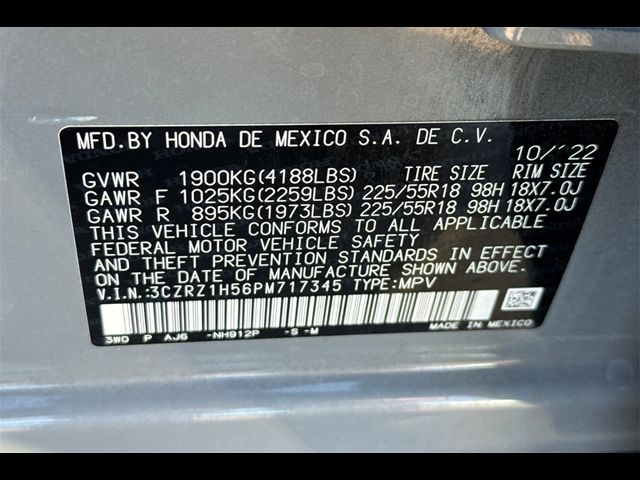 MFD.BY HONDA DE MEXICO S.A. DE C.V.
10/'22
GVWR 1900KG(4188LBS) TIRE SIZE RIM SIZE
GAWR F 1025KG(2259LBS) 225/55R18 98H 18X7.0J
GAWR R 895KG(1973LBS) 225/55R18 98H 18X7.0J
THIS VEHICLE CONFORMS TO ALL APPLICABLE
FEDERAL MOTOR VEHICLE SAFETY
AND THEFT PREVENTION STANDARDS IN EFFECT
ON DATE OF MANUFACTURE SHOWN ABOVE.
V.I.N.:3CZRZ1H56PM717345 TYPE:MPV
3W0 P AJ6 -NH912P -S -M
MADE IN MEXICO